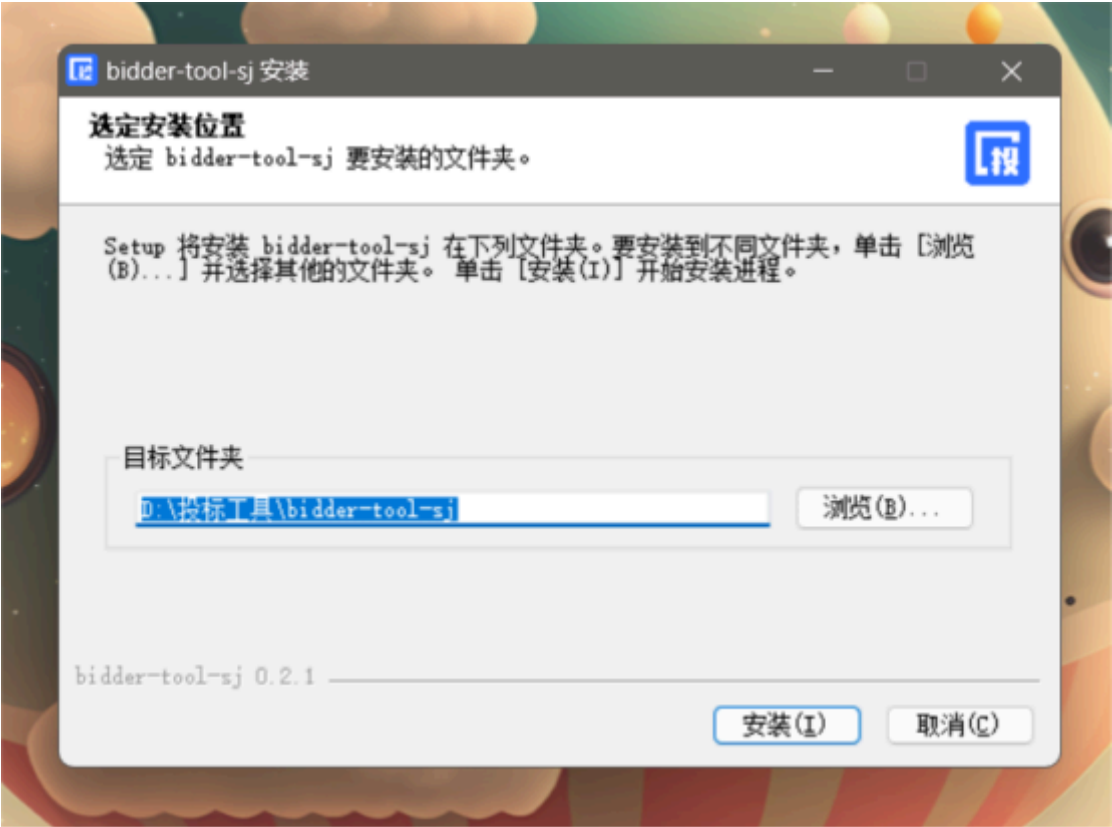 bidder-tool-sj 安装
选定安装位置
选定 bidder-tool-sj 要安装的文件夹。
投
Setup 将安装 bidder-tool-sj 在下列文件夹。要安装到不同文件夹，单击 [浏览
(B)...] 并选择其他的文件夹。 单击 [安装(I)] 开始安装进程。
目标文件夹
D:\投标工具\bidder-tool-sj
浏览(B)...
bidder-tool-sj 0.2.1
安装(I)
取消(C)